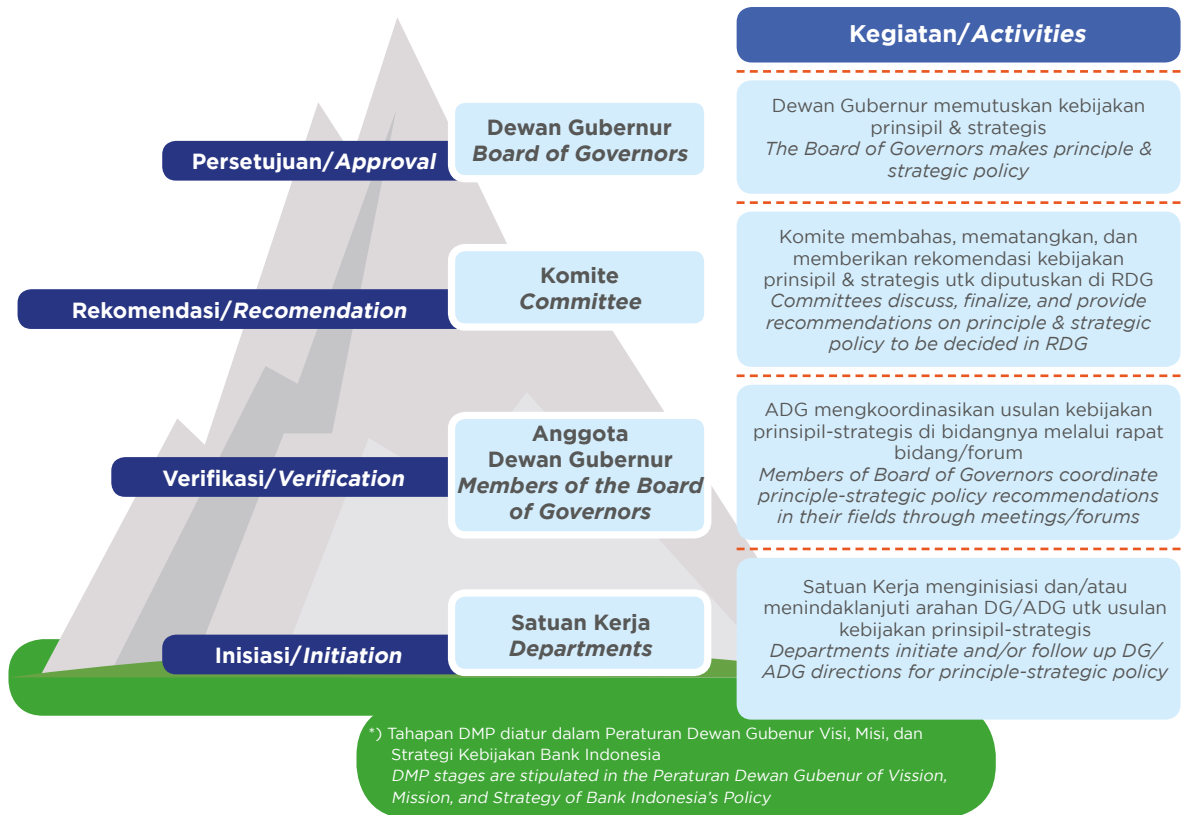 Kegiatan/Activities
Persetujuan/Approval
Dewan Gubernur
Board of Governors
Dewan Gubernur memutuskan kebijakan
prinsipil & strategis
The Board of Governors makes principle &
strategic policy
Rekomendasi/Recomendation
Komite
Committee
Komite membahas, mematangkan, dan
memberikan rekomendasi kebijakan
prinsipil & strategis utk diputuskan di RDG
Committees discuss, finalize, and provide
recommendations on principle & strategic
policy to be decided in RDG
Verifikasi/Verification
Anggota
Dewan Gubernur
Members of the Board
of Governors
ADG mengkoordinasikan usulan kebijakan
prinsipil-strategis di bidangnya melalui rapat
bidang/forum
Members of Board of Governors coordinate
principle-strategic policy recommendations
in their fields through meetings/forums
Inisiasi/Initiation
Satuan Kerja
Departments
Satuan Kerja menginisiasi dan/atau
menindaklanjuti arahan DG/ADG utk usulan
kebijakan prinsipil-strategis
Departments initiate and/or follow up DG/
ADG directions for principle-strategic policy
*) Tahapan DMP diatur dalam Peraturan Dewan Gubenur Visi, Misi, dan
Strategi Kebijakan Bank Indonesia
DMP stages are stipulated in the Peraturan Dewan Gubenur of Vission,
Mission, and Strategy of Bank Indonesia's Policy